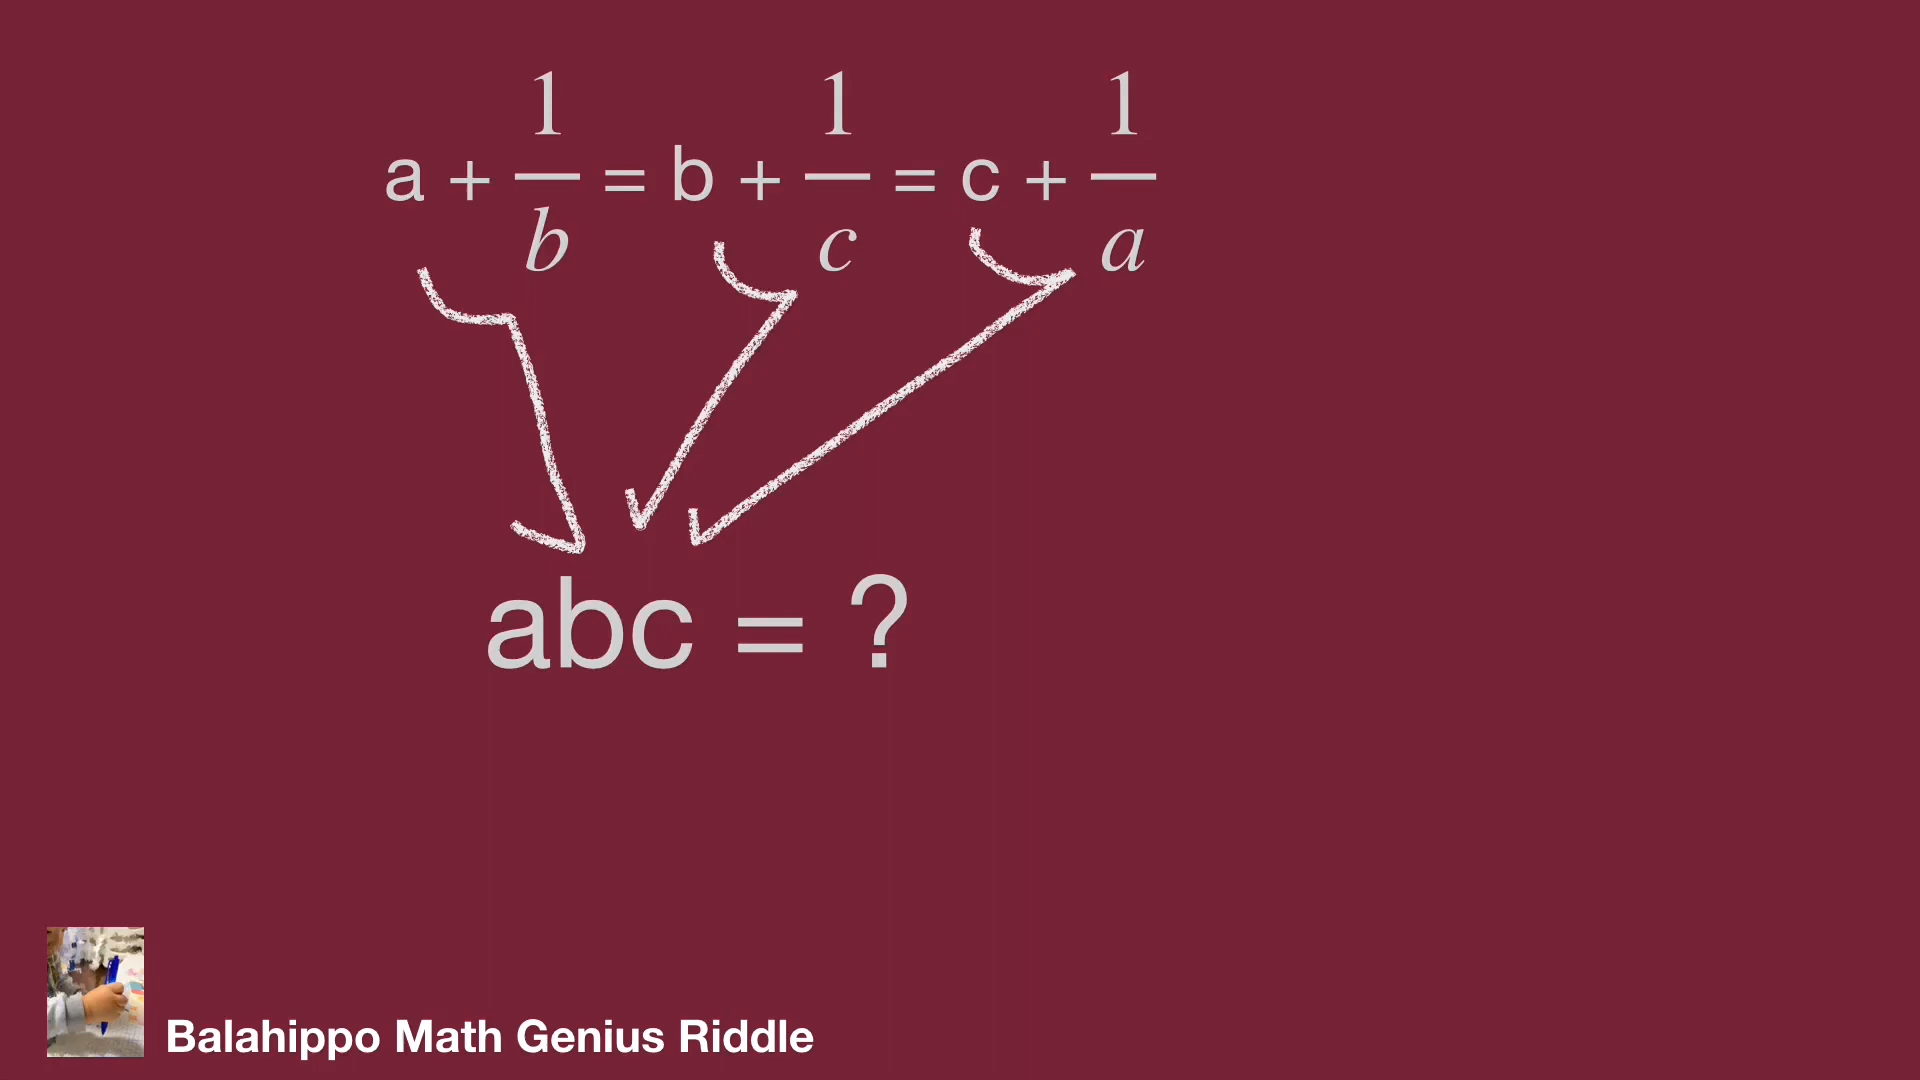 a + 1/b = b + 1/c = c + 1/a
abc = ?
Balahippo Math Genius Riddle